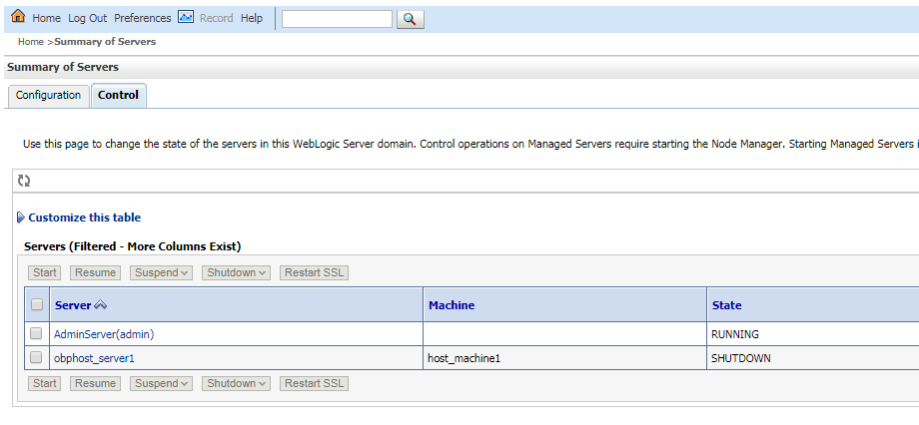 Home Log Out Preferences Record Help
Home >Summary of Servers
Summary of Servers
Configuration Control
Use this page to change the state of the servers in this WebLogic Server domain. Control operations on Managed Servers require starting the Node Manager. Starting Managed Servers i
Customize this table
Servers (Filtered - More Columns Exist)
Start Resume Suspend Shutdown Restart SSL
Server Machine State
AdminServer(admin) RUNNING
obphost_server1 host_machine1 SHUTDOWN
Start Resume Suspend Shutdown Restart SSL